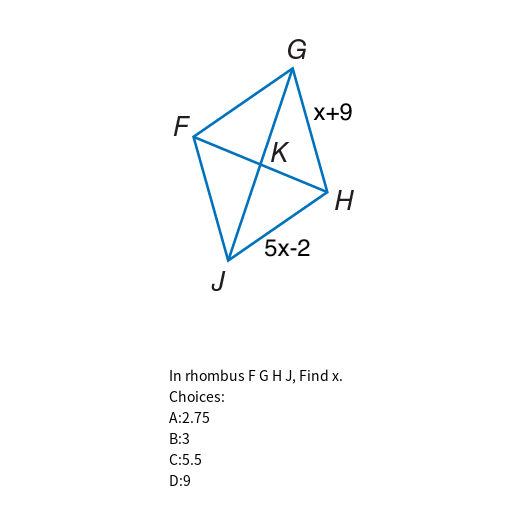 G
F
x+9
K
H
5x-2
J
In rhombus F G H J, Find x.
Choices:
A:2.75
B:3
C:5.5
D:9